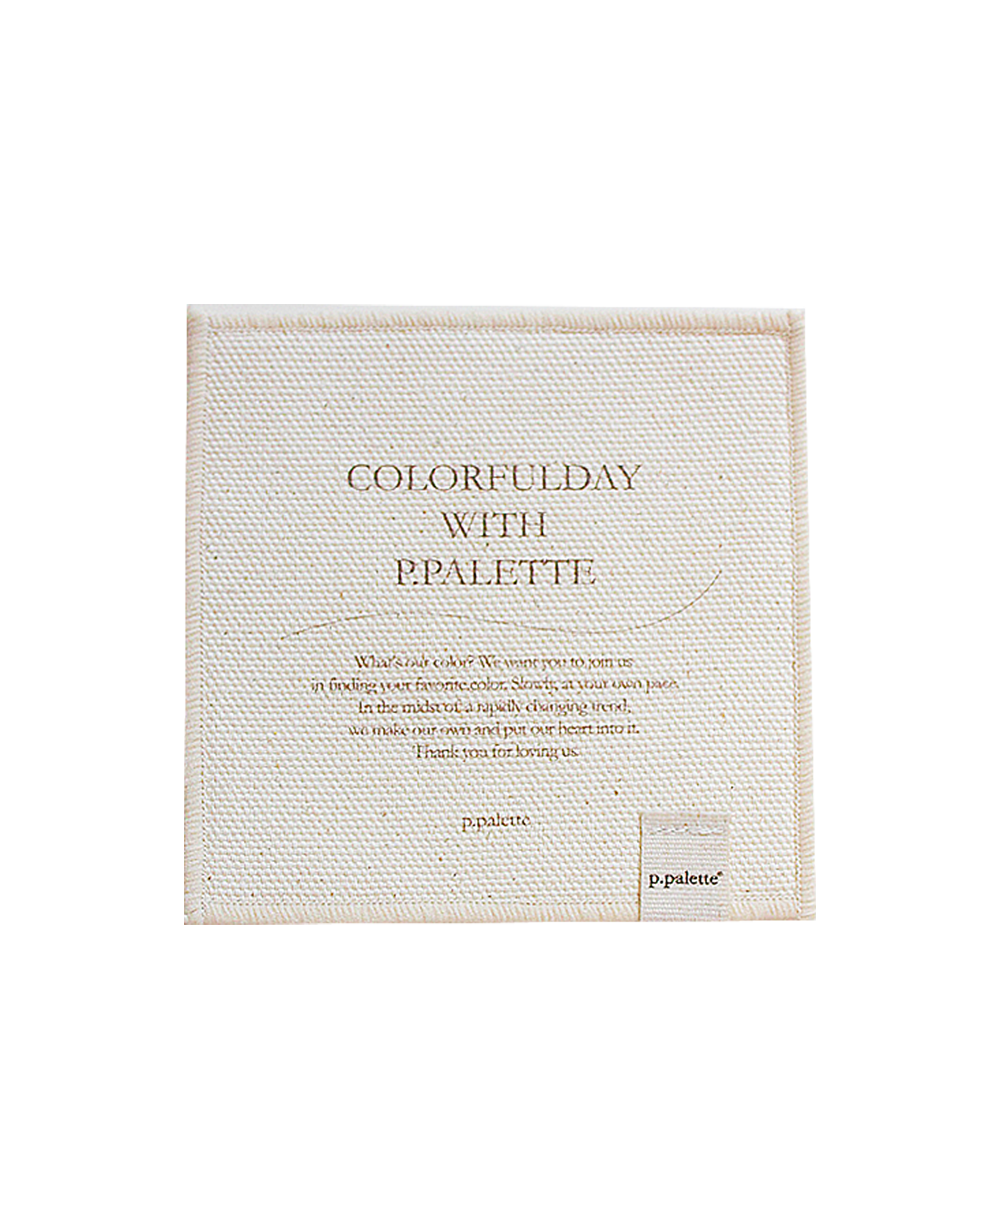 COLORFULDAY
WITH
P.PALETTE
What's our color? We want you to join us
in finding your favorite color. Slowly, at your own pace.
In the midst of a rapidly changing trend,
we make our own and put our heart into it.
Thank you for loving us.
p.palette
p.palette®